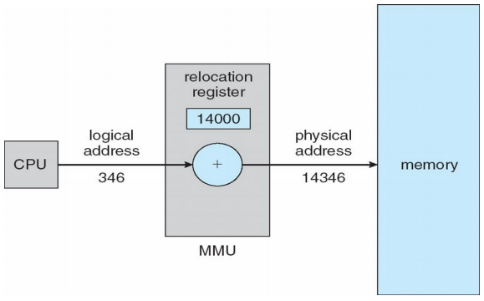 relocation
register
14000
logical
address
346
CPU
+
physical
address
14346
memory
MMU